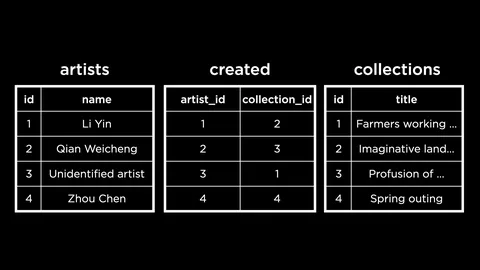 artists created collections
id name artist_id collection_id id title
1 Li Yin 1 2 1 Farmers working ...
2 Qian Weicheng 2 3 2 Imaginative land...
3 Unidentified artist 3 1 3 Profusion of ...
4 Zhou Chen 4 4 4 Spring outing